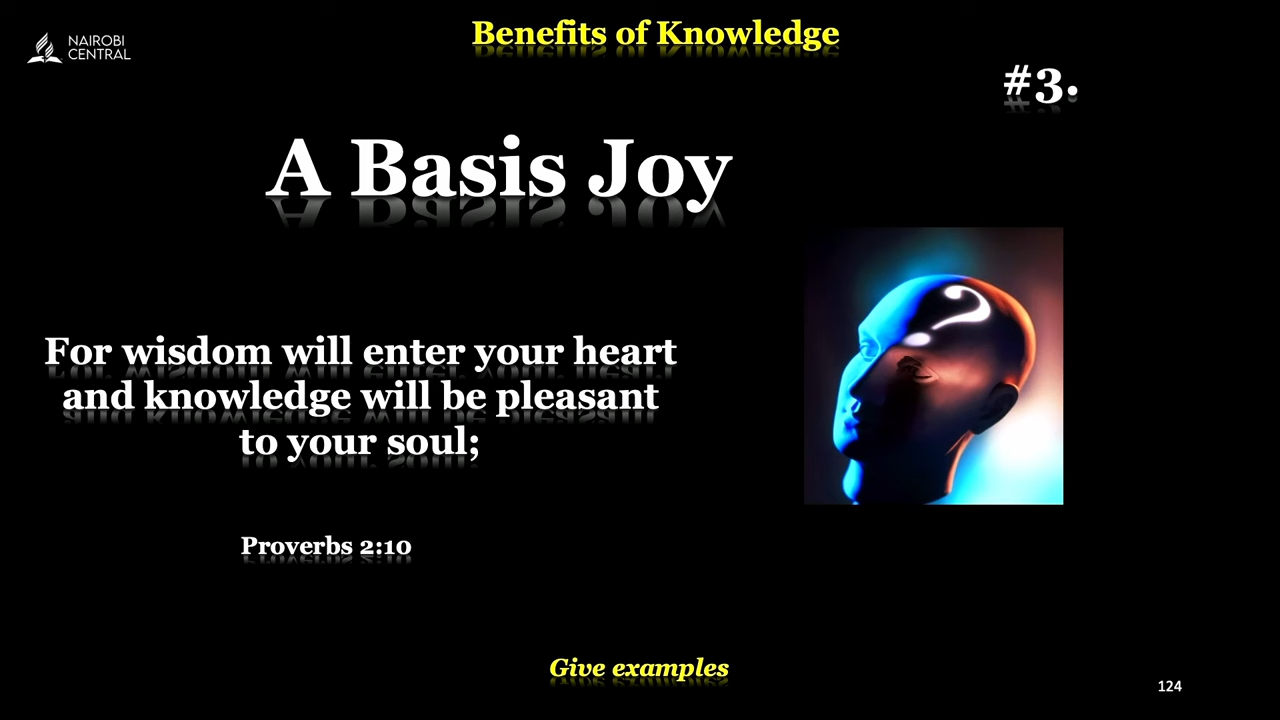 Benefits of Knowledge
NAIROBI
CENTRAL
#3.
A Basis Joy
?
For wisdom will enter your heart
and knowledge will be pleasant
to your soul;
Proverbs 2:10
Give examples
124